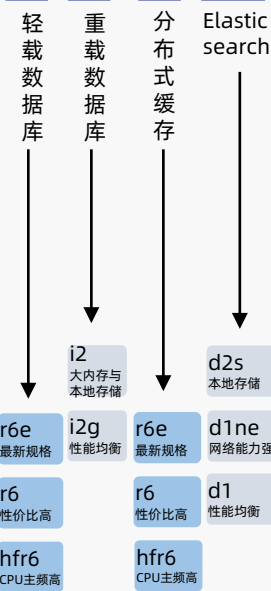 轻载数据库
重载数据库
分布式缓存
Elastic
search
i2
大内存与
本地存储
d2s
本地存储
r6e
最新规格
i2g
性能均衡
r6e
最新规格
d1ne
网络能力强
r6
性价比高
r6
性价比高
d1
性能均衡
hfr6
CPU主频高
hfr6
CPU主频高